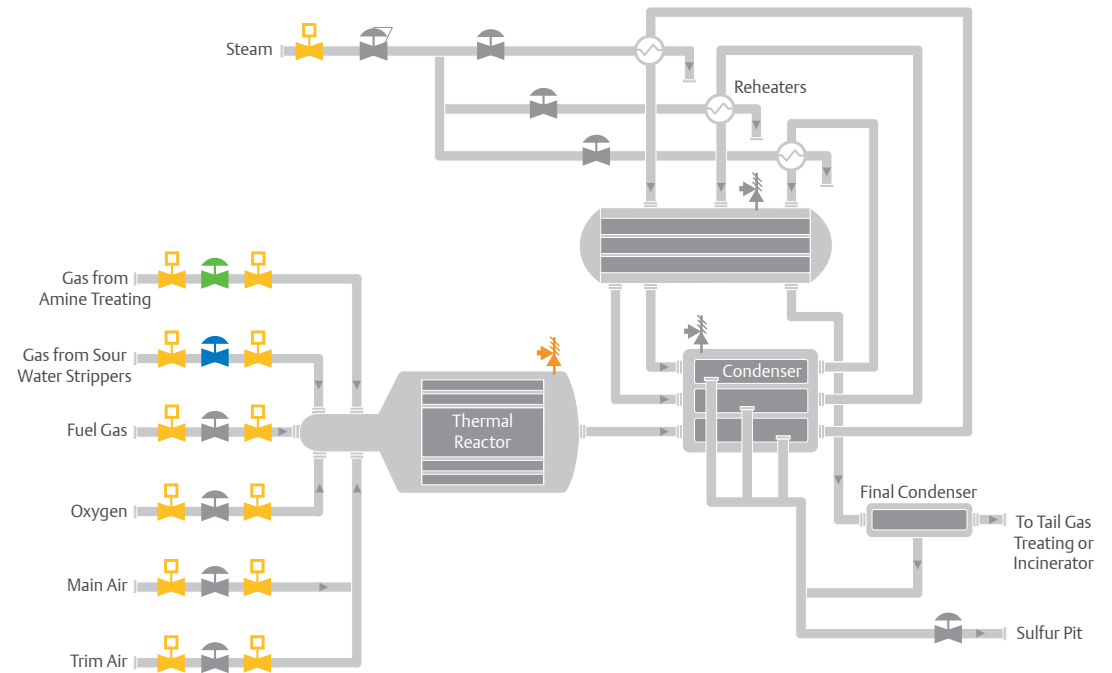 Steam
Reheaters
Gas from
Amine Treating
Gas from Sour
Water Strippers
Condenser
Fuel Gas
Thermal
Reactor
Oxygen
Final Condenser
To Tail Gas
Treating or
Incinerator
Main Air
Sulfur Pit
Trim Air